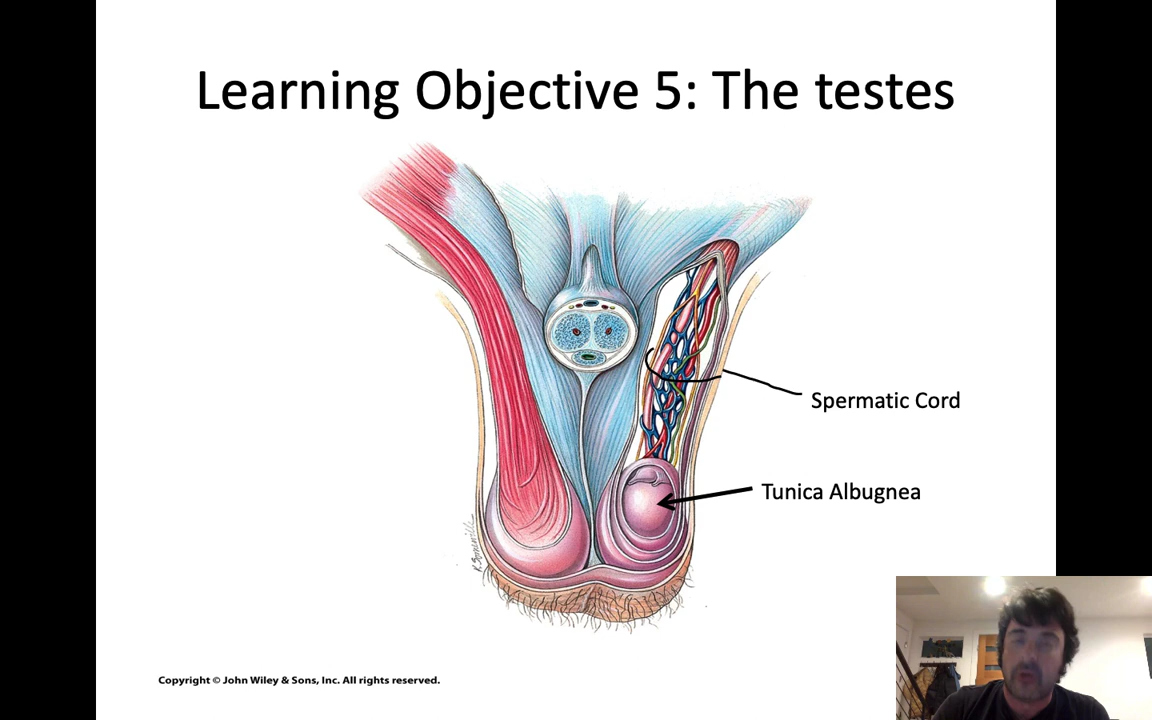 Learning Objective 5: The testes
Spermatic Cord
Tunica Albugnea
Copyright © John Wiley & Sons, Inc. All rights reserved.